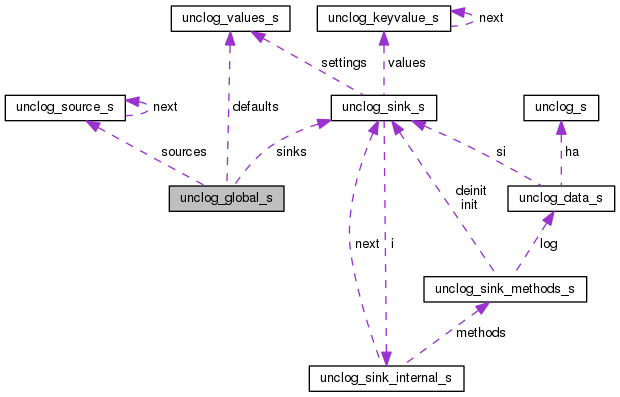 unclog_values_s
unclog_keyvalue_s
next
settings
values
unclog_source_s
next
defaults
unclog_sink_s
unclog_s
sources
sinks
si
ha
unclog_global_s
deinit
init
unclog_data_s
next
i
log
unclog_sink_methods_s
methods
unclog_sink_internal_s